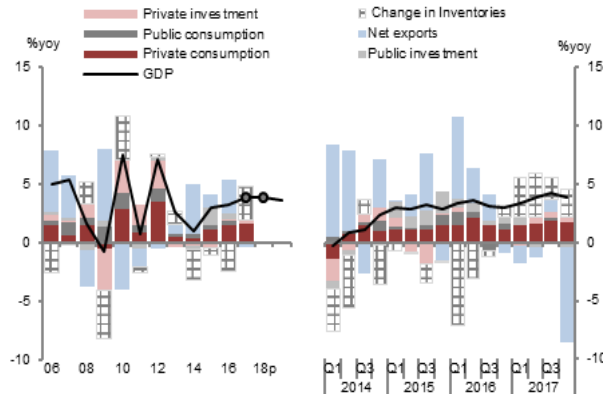 Private investment
Public consumption
Private consumption
GDP
Change in Inventories
Net exports
Public investment
%yoy
%yoy
15
10
5
0
-5
-10
15
10
5
0
-5
-10
06 08 10 12 14 16 18p
Q1 Q3 Q1 Q3 Q1 Q3 Q1 Q3
2014 2015 2016 2017